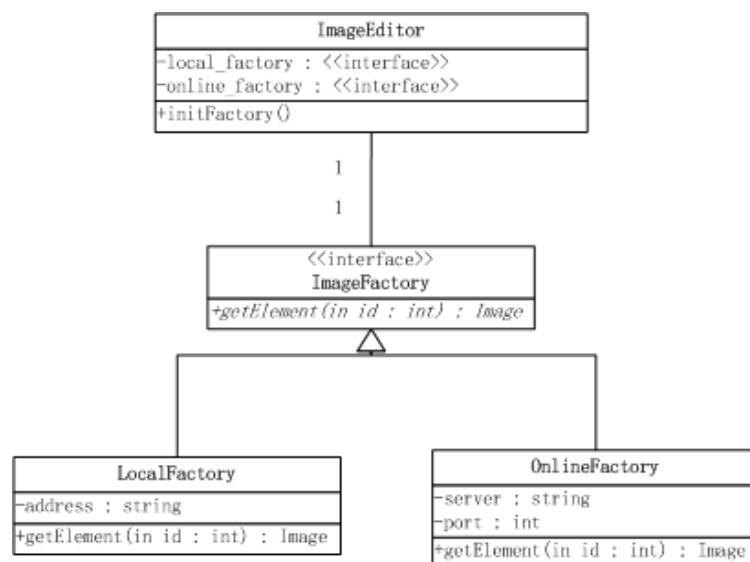 ImageEditor
-local_factory : <<interface>>
-online_factory : <<interface>>
+initFactory()
1
1
<<interface>>
ImageFactory
+getElement(in id : int) : Image
LocalFactory
-address : string
+getElement(in id : int) : Image
OnlineFactory
-server : string
-port : int
+getElement(in id : int) : Image